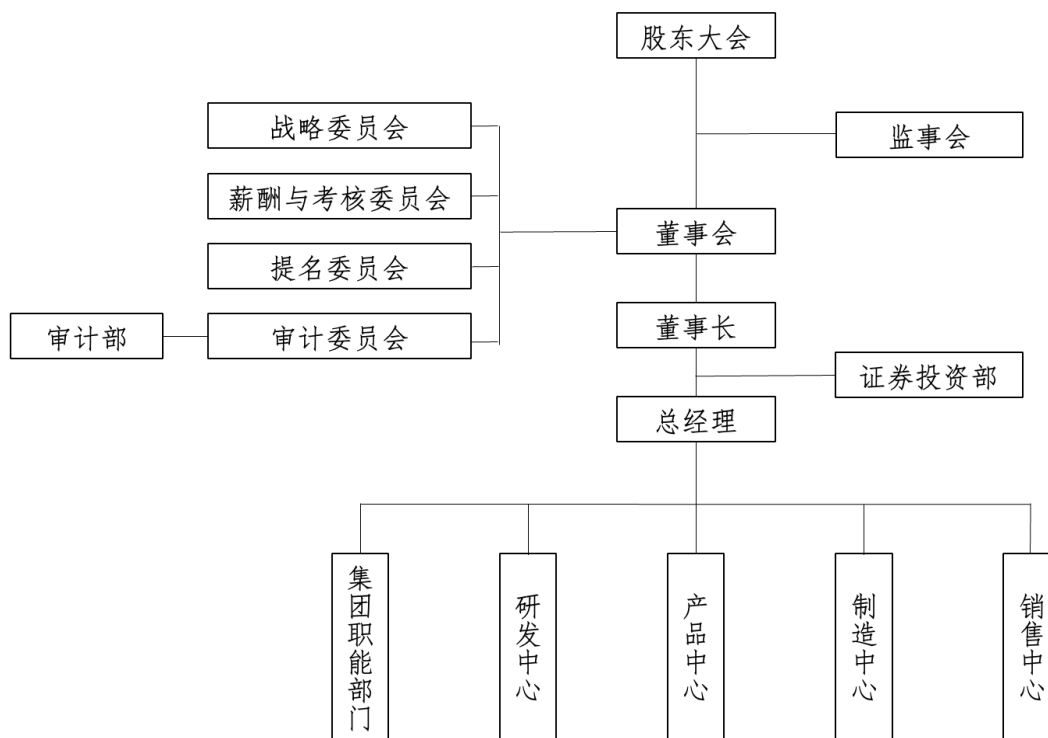 股东大会
战略委员会
监事会
薪酬与考核委员会
董事会
提名委员会
审计部
审计委员会
董事长
证券投资部
总经理
集团职能部门
研发中心
产品中心
制造中心
销售中心